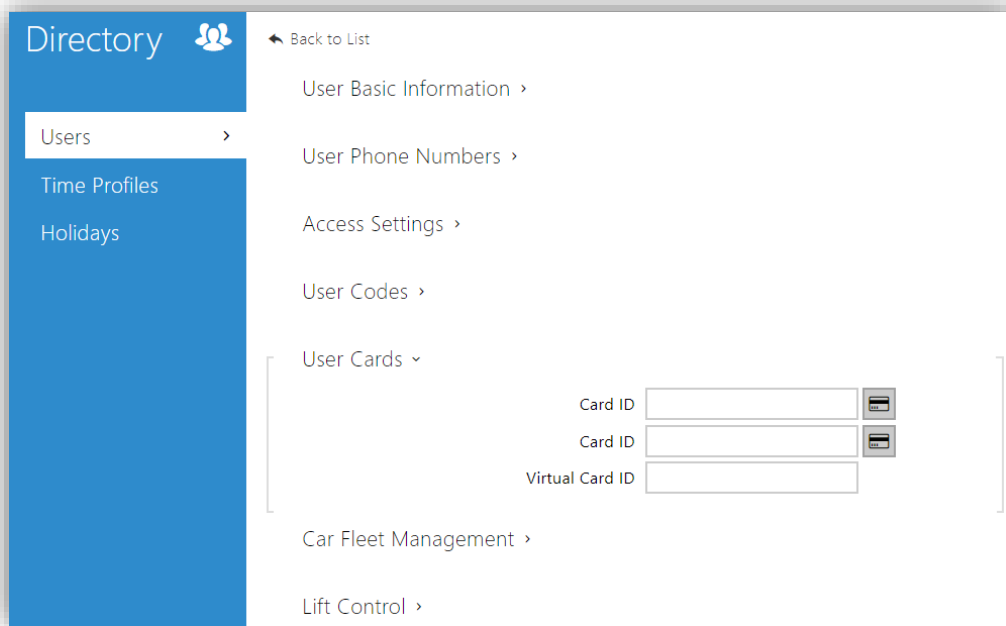 Directory
Back to List
User Basic Information
Users
User Phone Numbers
Time Profiles
Access Settings
Holidays
User Codes
User Cards
Card ID
Card ID
Virtual Card ID
Car Fleet Management
Lift Control